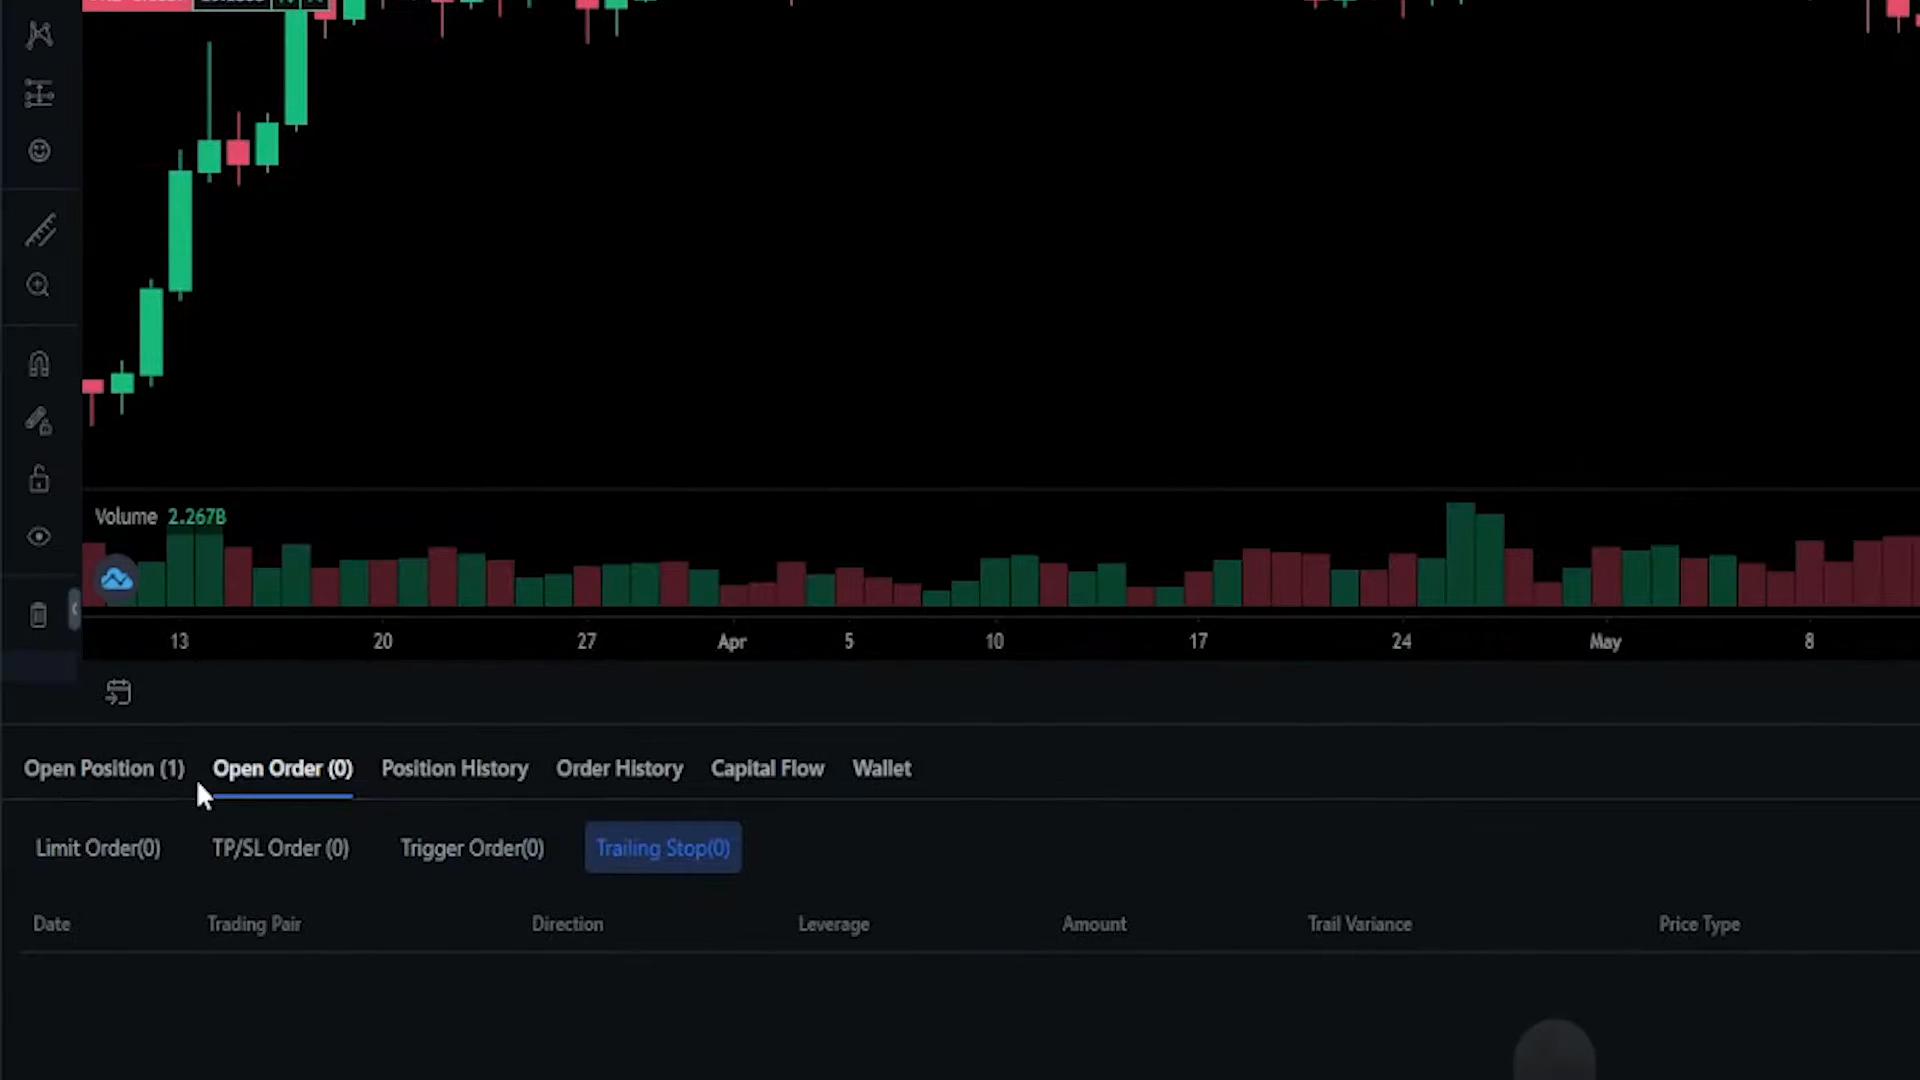 Volume 2.267B
13 20 27 Apr 5 10 17 24 May 8
Open Position (1) Open Order (0) Position History Order History Capital Flow Wallet
Limit Order(0) TP/SL Order (0) Trigger Order(0) Trailing Stop(0)
Date Trading Pair Direction Leverage Amount Trail Variance Price Type